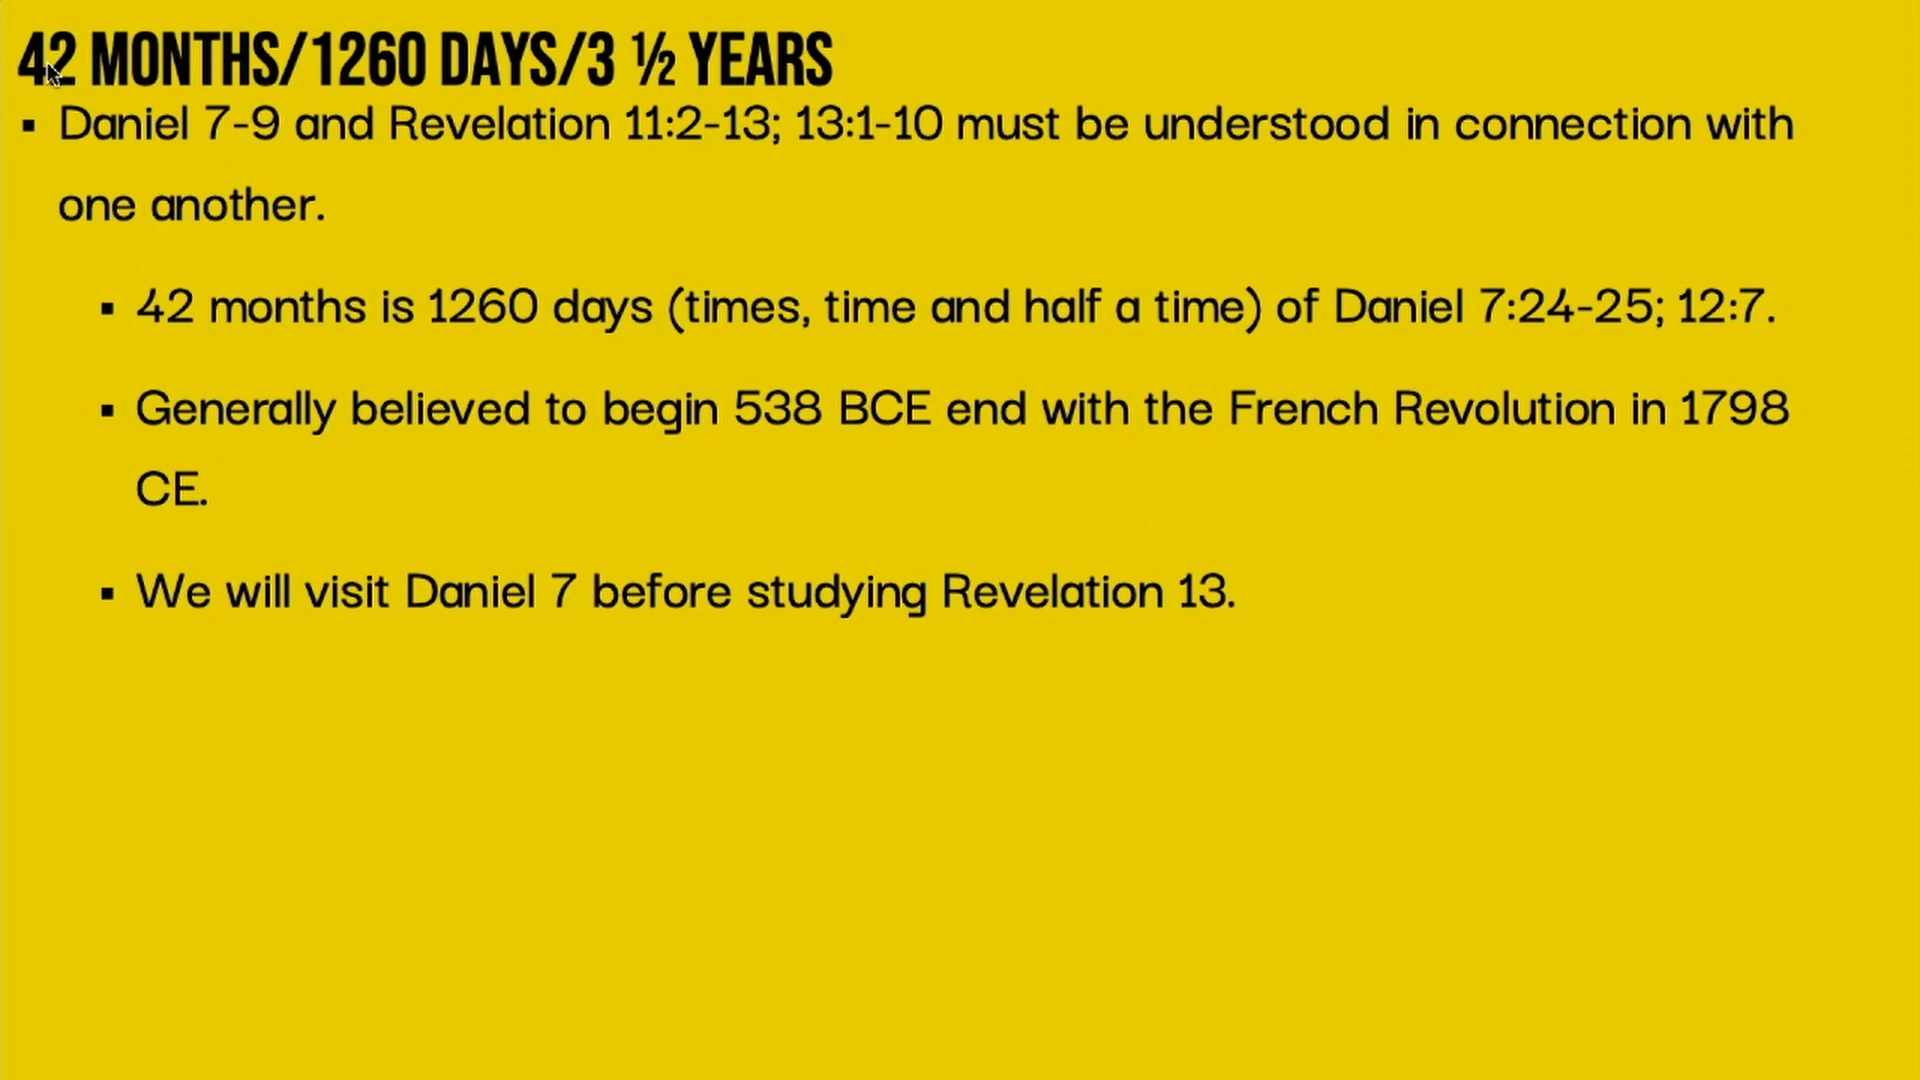 42 MONTHS/1260 DAYS/3 ½ YEARS
▪ Daniel 7-9 and Revelation 11:2-13; 13:1-10 must be understood in connection with
one another.
▪ 42 months is 1260 days (times, time and half a time) of Daniel 7:24-25; 12:7.
▪ Generally believed to begin 538 BCE end with the French Revolution in 1798
CE.
▪ We will visit Daniel 7 before studying Revelation 13.